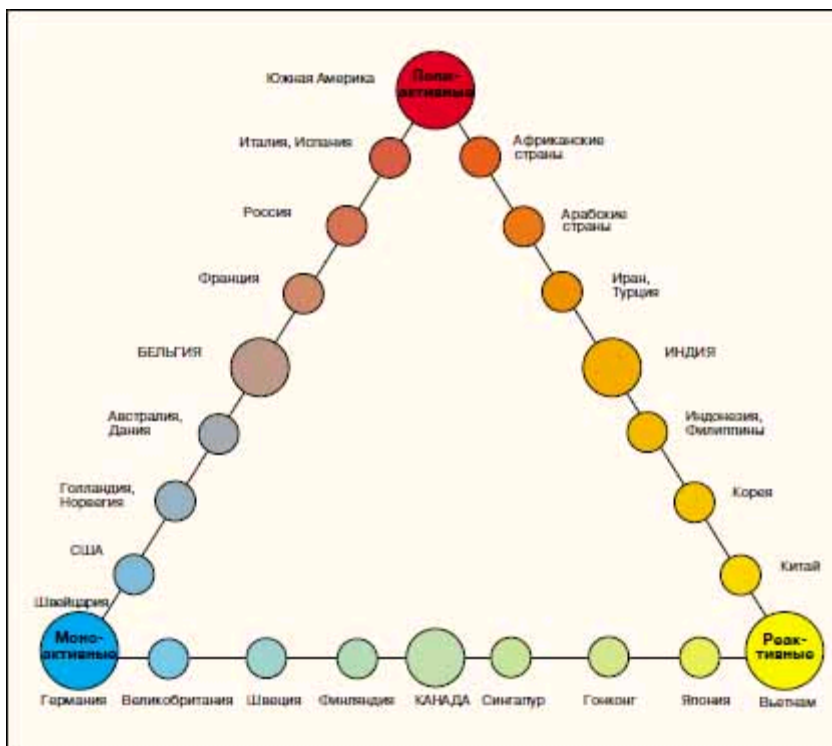 Южная Америка
Поли-
активные
Италия, Испания
Африканские
страны
Россия
Арабские
страны
Франция
Иран,
Турция
БЕЛЬГИЯ
ИНДИЯ
Австралия,
Дания
Индонезия,
Филиппины
Голландия,
Норвегия
Корея
США
Китай
Швейцария
Моно-
активные
Реак-
тивные
Германия
Великобритания
Швеция
Финляндия
КАНАДА
Сингапур
Гонконг
Япония
Вьетнам